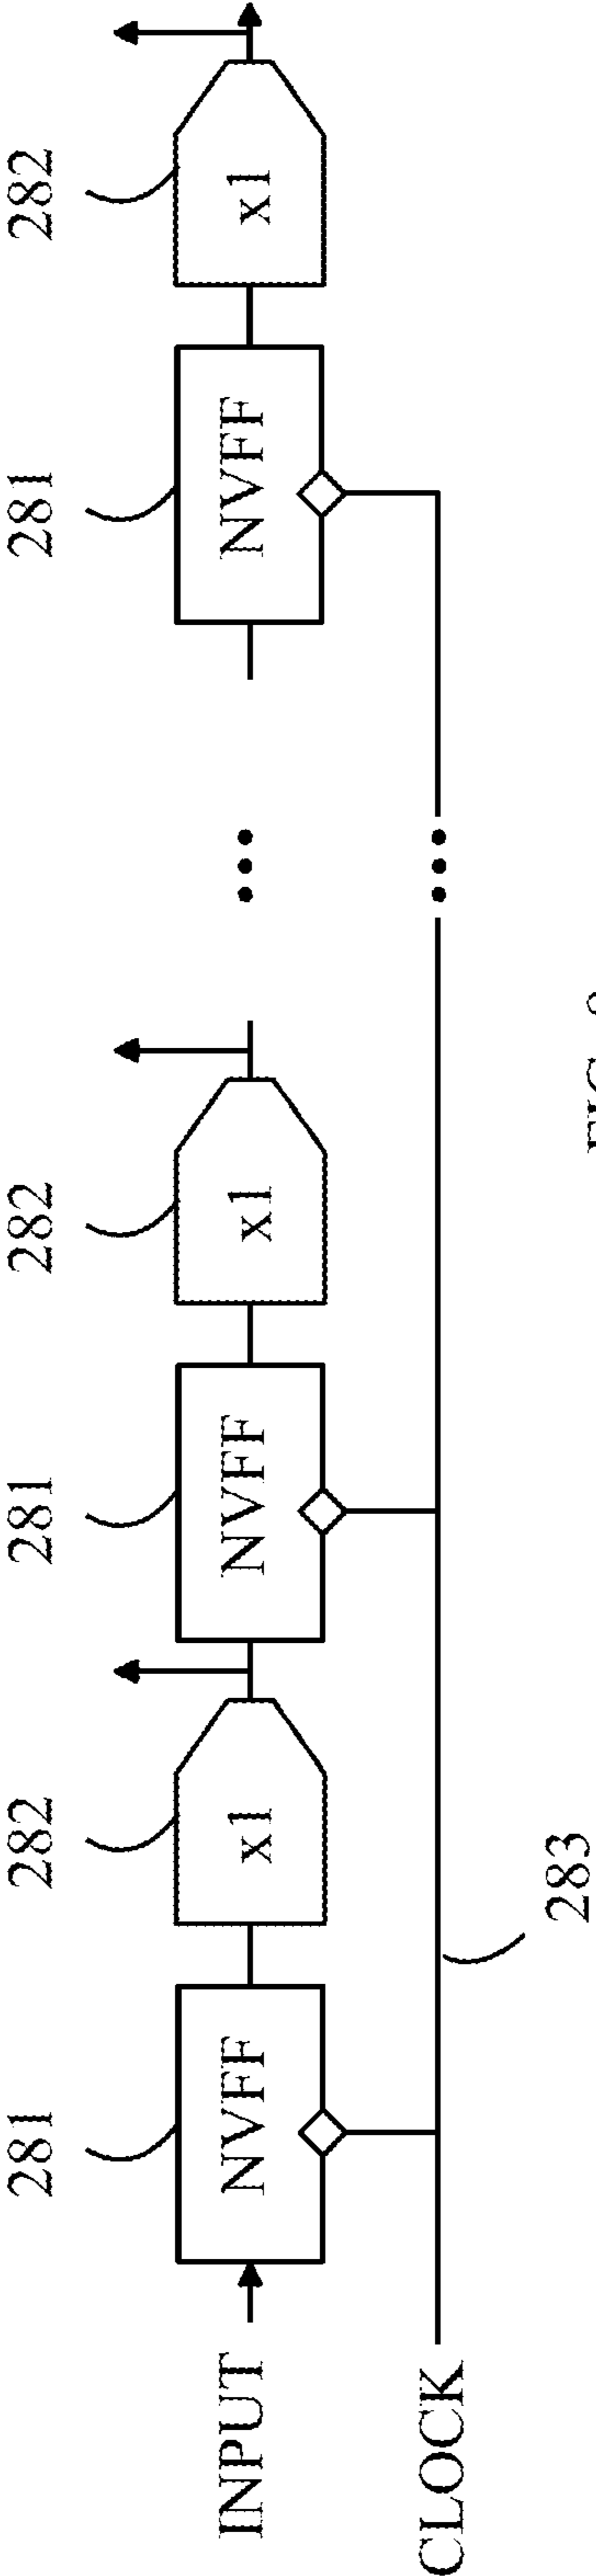 281 282 281 282 281 282
INPUT NVFF x1 NVFF x1 ... NVFF x1
CLOCK ...
283